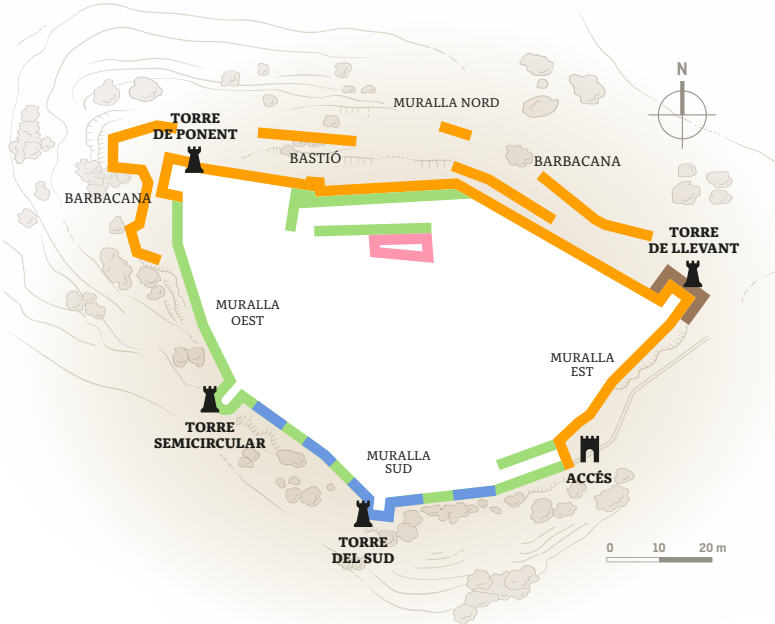 N
MURALLA NORD
TORRE
DE PONENT
BASTIÓ
BARBACANA
BARBACANA
TORRE
DE LLEVANT
MURALLA
OEST
MURALLA
EST
TORRE
SEMICIRCULAR
MURALLA
SUD
ACCÉS
TORRE
DEL SUD
0 10 20 m